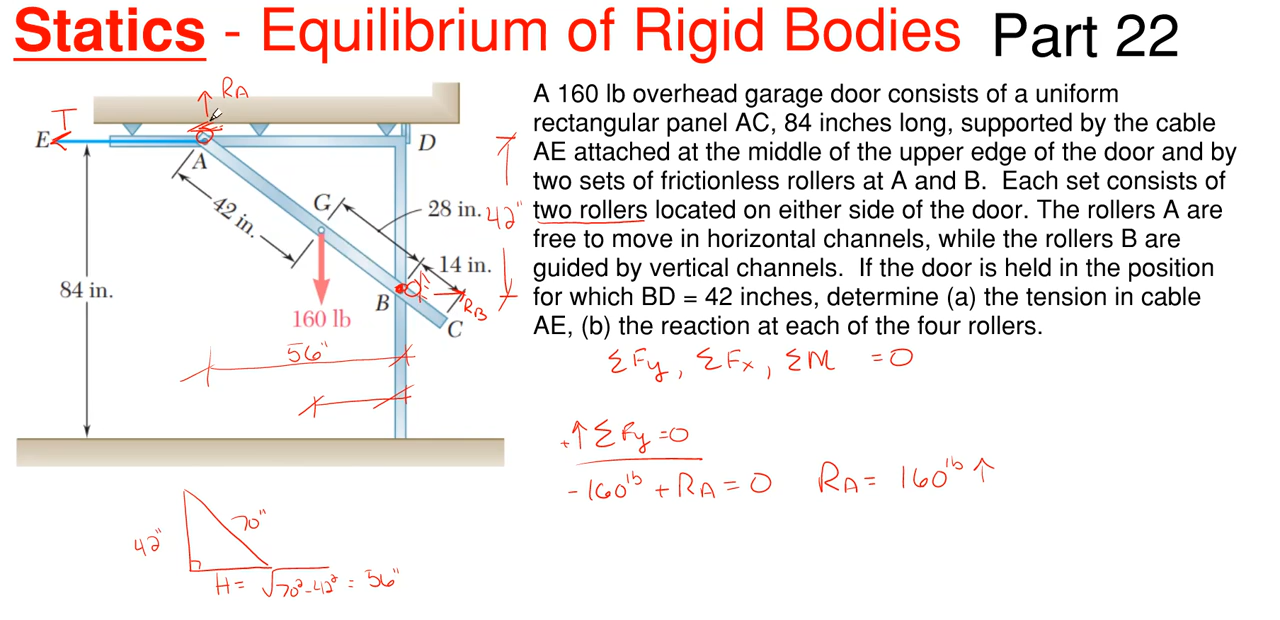 Statics - Equilibrium of Rigid Bodies Part 22
A 160 lb overhead garage door consists of a uniform
rectangular panel AC, 84 inches long, supported by the cable
AE attached at the middle of the upper edge of the door and by
two sets of frictionless rollers at A and B. Each set consists of
two rollers located on either side of the door. The rollers A are
free to move in horizontal channels, while the rollers B are
guided by vertical channels. If the door is held in the position
for which BD = 42 inches, determine (a) the tension in cable
AE, (b) the reaction at each of the four rollers.
RA
T
E
D
A
42 in.
G
28 in.
42"
14 in.
84 in.
B
RB
160 lb
C
56"
ΣFy, ΣFx, ΣM = 0
+↑ΣFy=0
-160lb + RA = 0 RA = 160lb ↑
42"
70"
H = √70²-42² = 56"